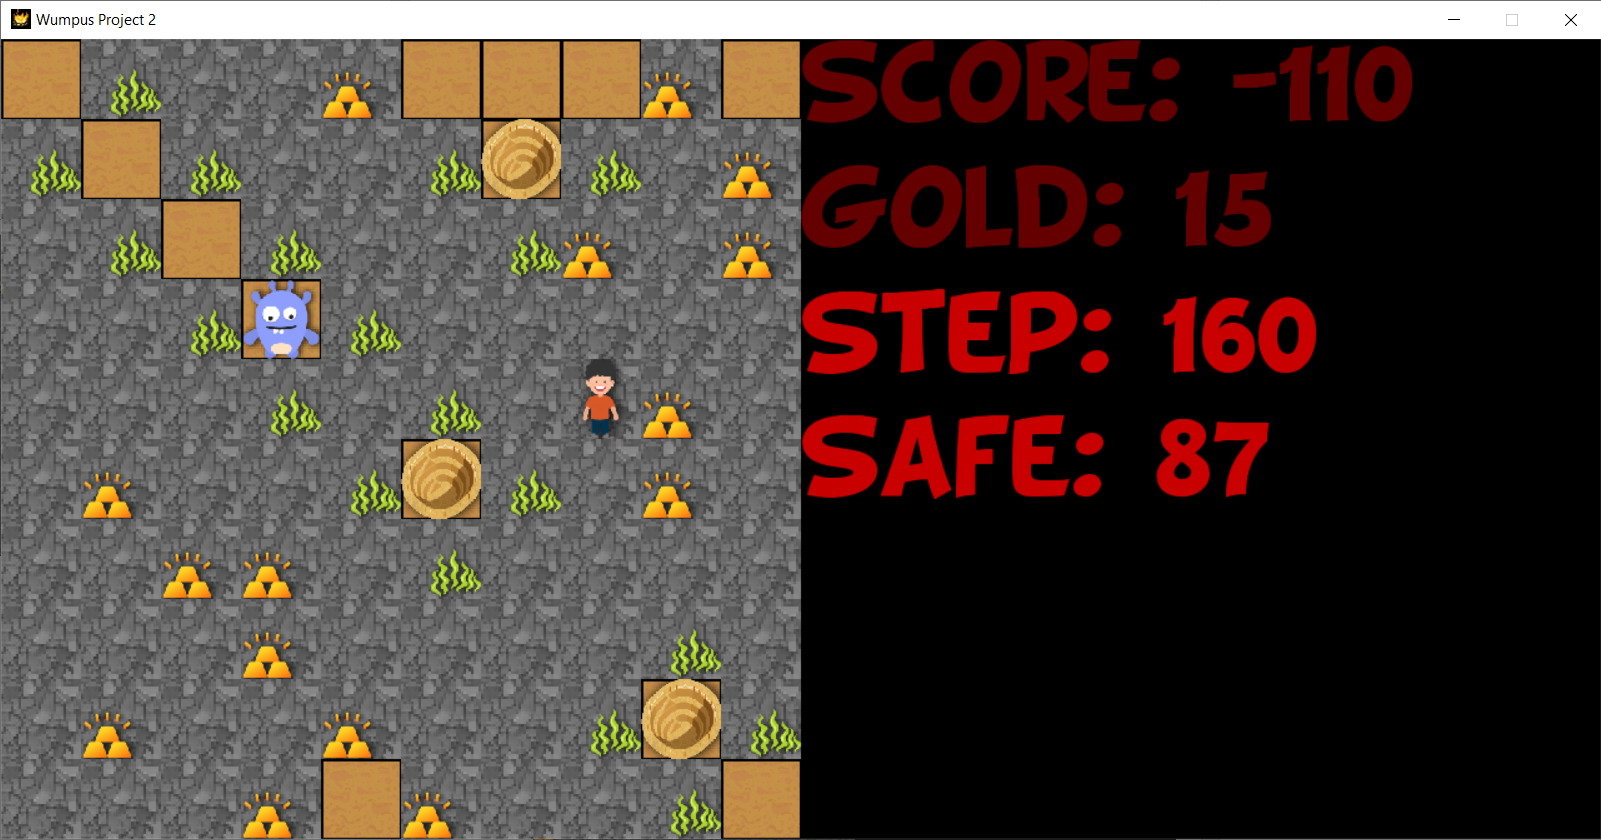 Wumpus Project 2
SCORE: -110
GOLD: 15
STEP: 160
SAFE: 87